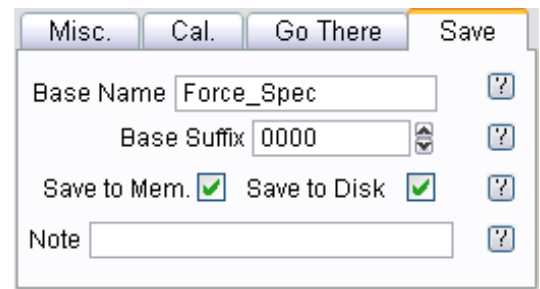 Misc. Cal. Go There Save
Base Name Force_Spec ?
Base Suffix 0000 ?
Save to Mem. Save to Disk ?
Note ?